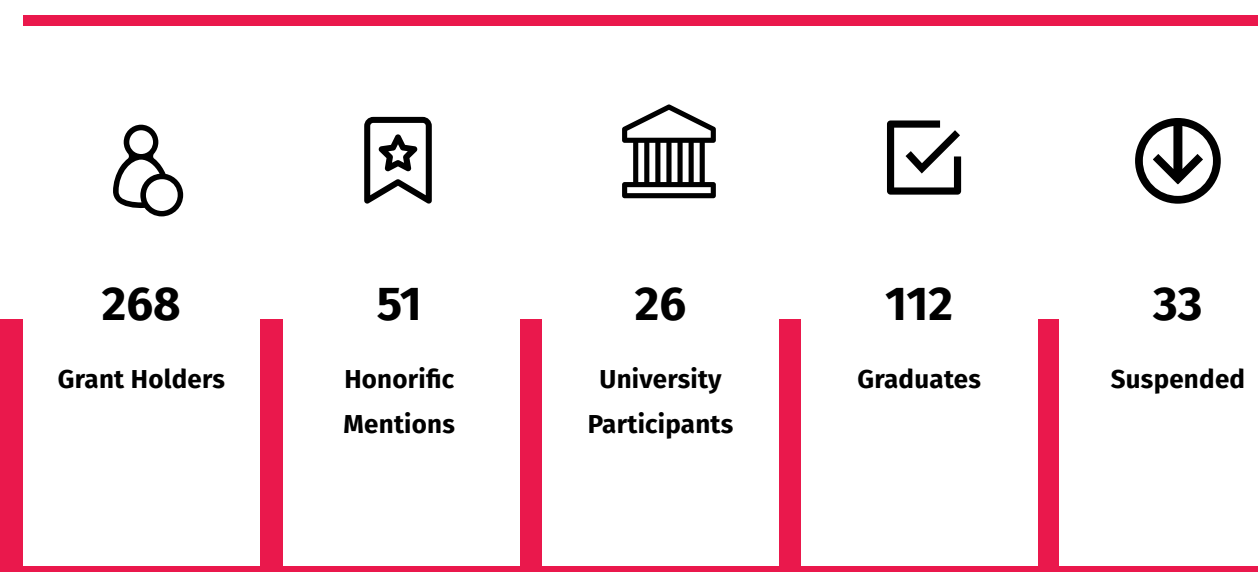 268
Grant Holders
51
Honorific
Mentions
26
University
Participants
112
Graduates
33
Suspended